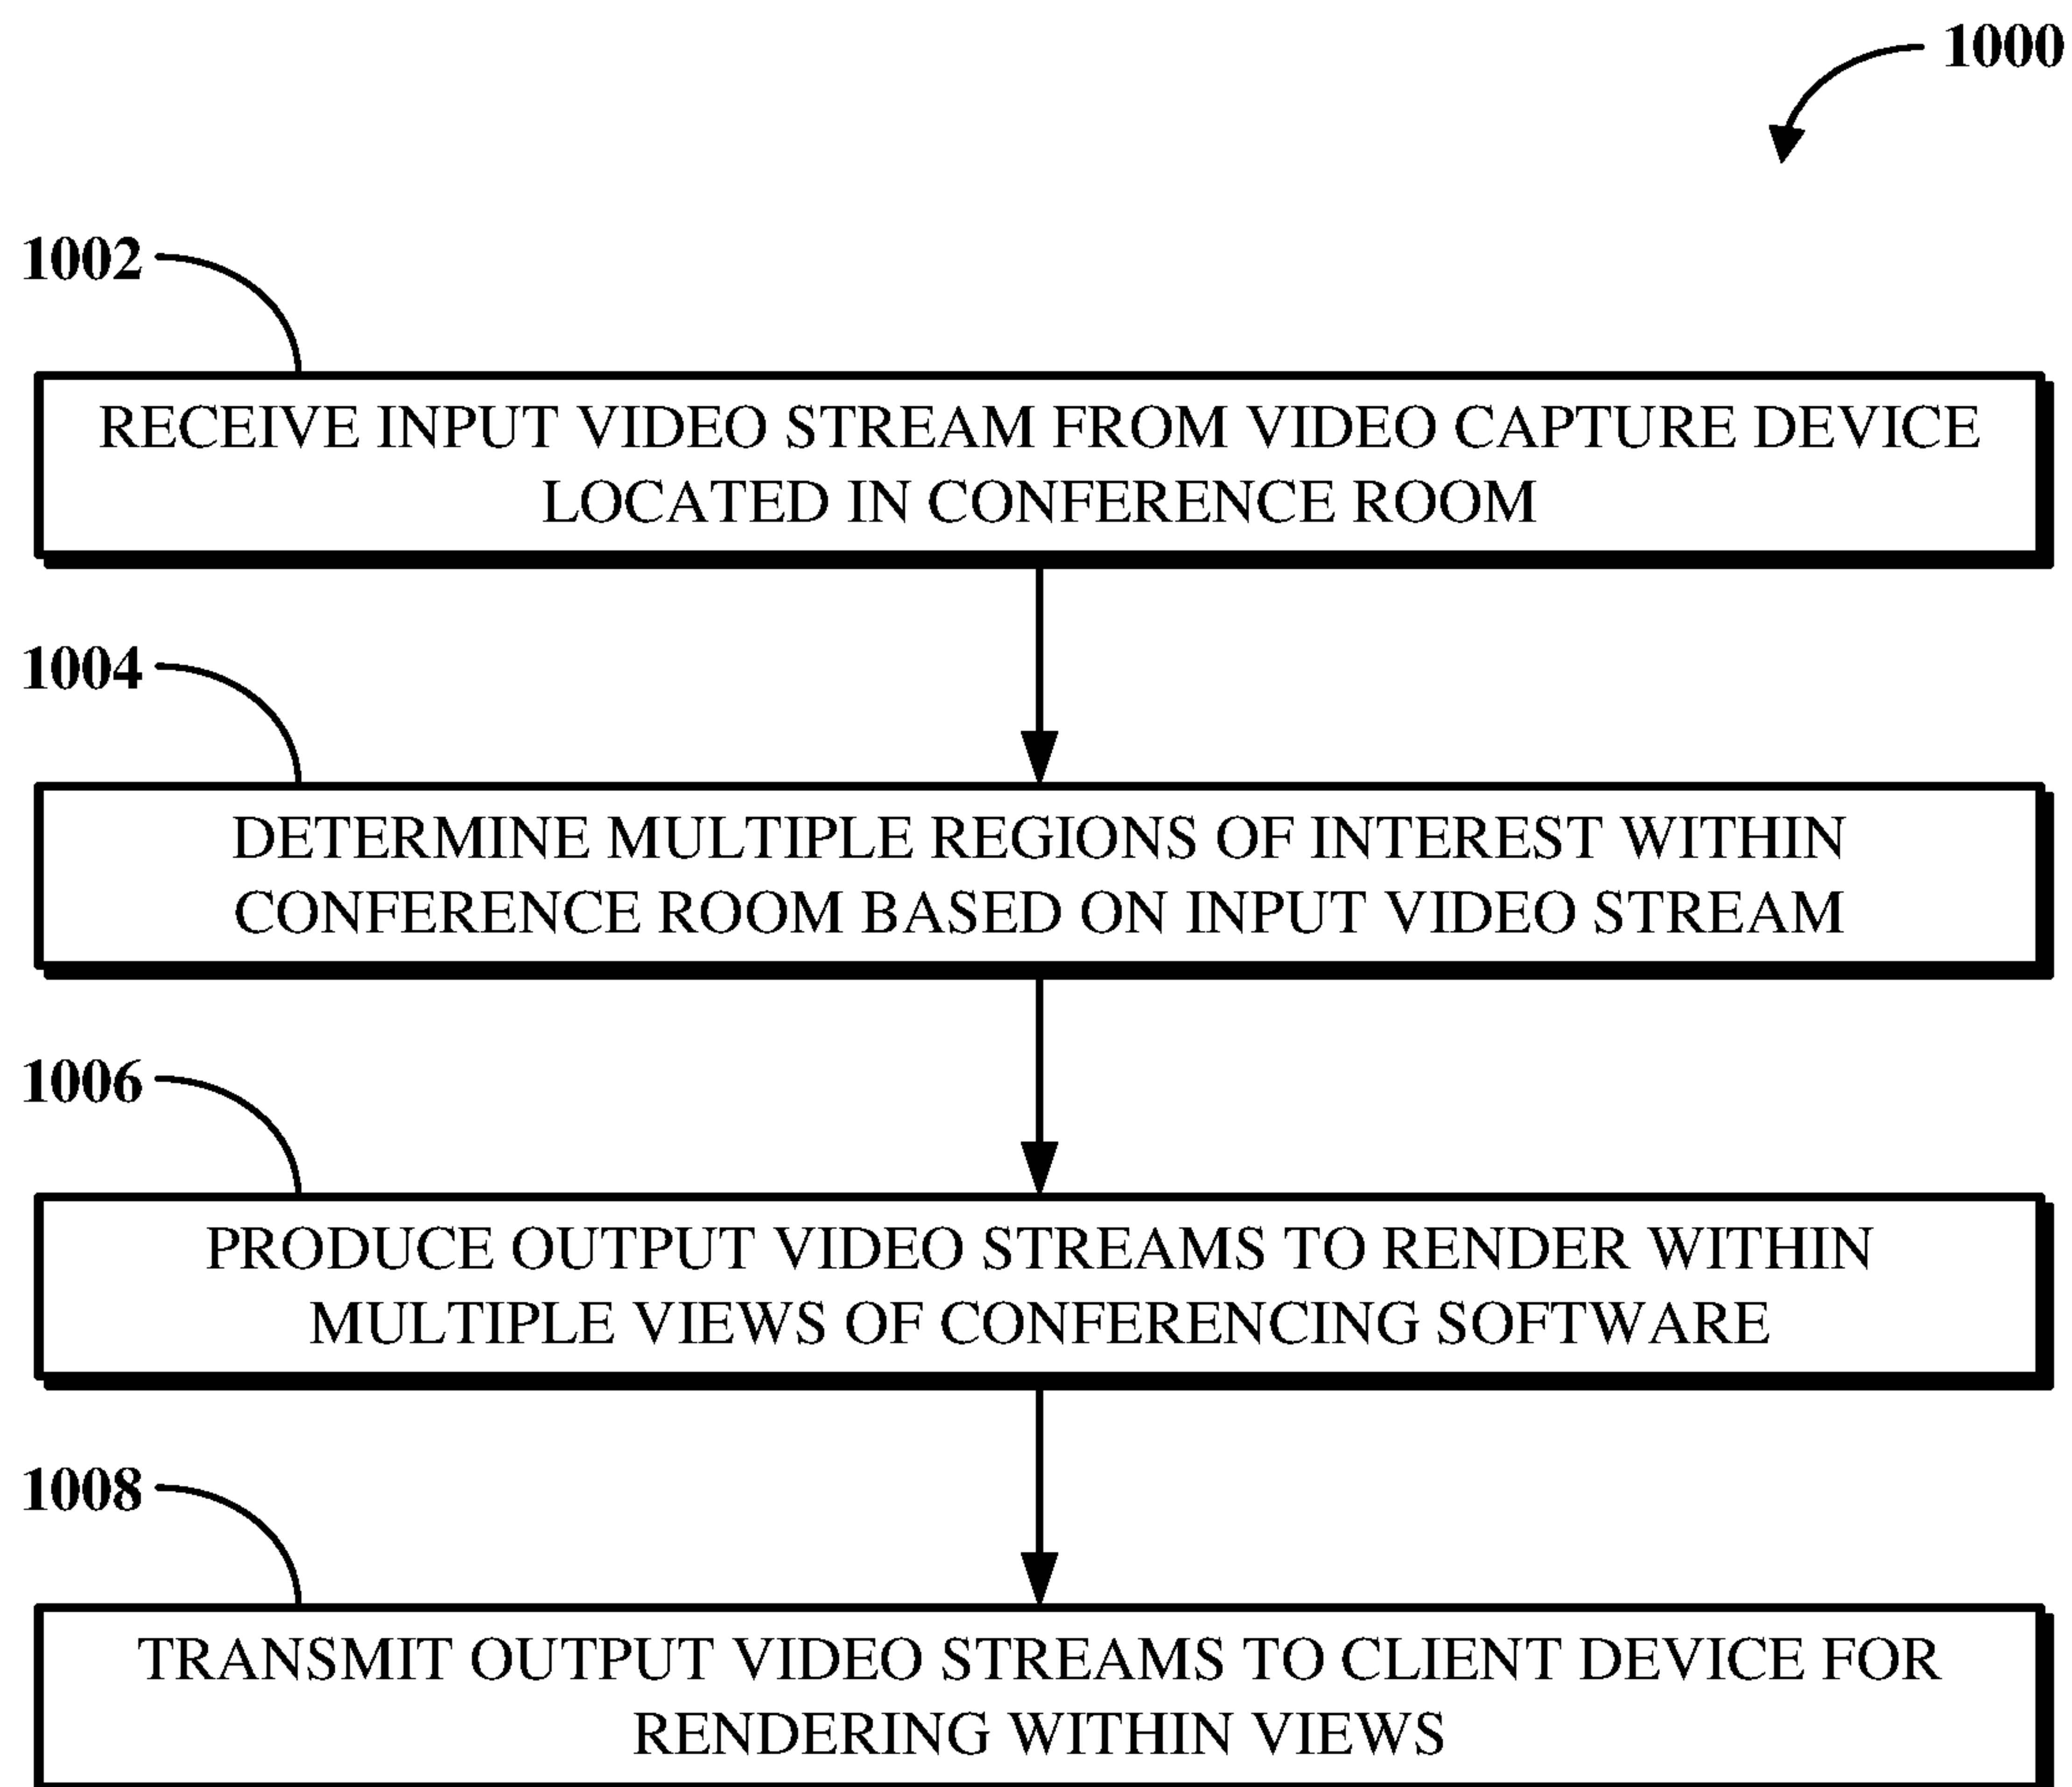 1000
1002
RECEIVE INPUT VIDEO STREAM FROM VIDEO CAPTURE DEVICE
LOCATED IN CONFERENCE ROOM
1004
DETERMINE MULTIPLE REGIONS OF INTEREST WITHIN
CONFERENCE ROOM BASED ON INPUT VIDEO STREAM
1006
PRODUCE OUTPUT VIDEO STREAMS TO RENDER WITHIN
MULTIPLE VIEWS OF CONFERENCING SOFTWARE
1008
TRANSMIT OUTPUT VIDEO STREAMS TO CLIENT DEVICE FOR
RENDERING WITHIN VIEWS